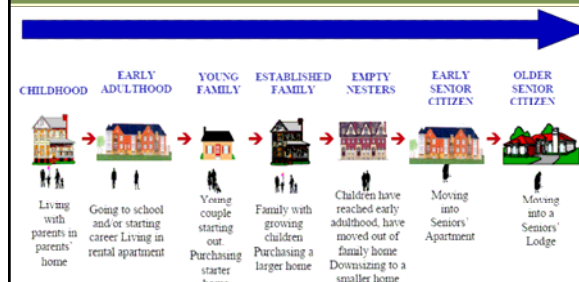 CHILDHOOD
EARLY
ADULTHOOD
YOUNG
FAMILY
ESTABLISHED
FAMILY
EMPTY
NESTERS
EARLY
SENIOR
CITIZEN
OLDER
SENIOR
CITIZEN
Living
with
parents in
parents'
home
Going to school
and/or starting
career Living in
rental apartment
Young
couple
starting
out.
Purchasing
starter
home
Family with
growing
children
Purchasing a
larger home
Children have
reached early
adulthood, have
moved out of
family home
Downsizing to a
smaller home
Moving
into
Seniors'
Apartment
Moving
into a
Seniors'
Lodge